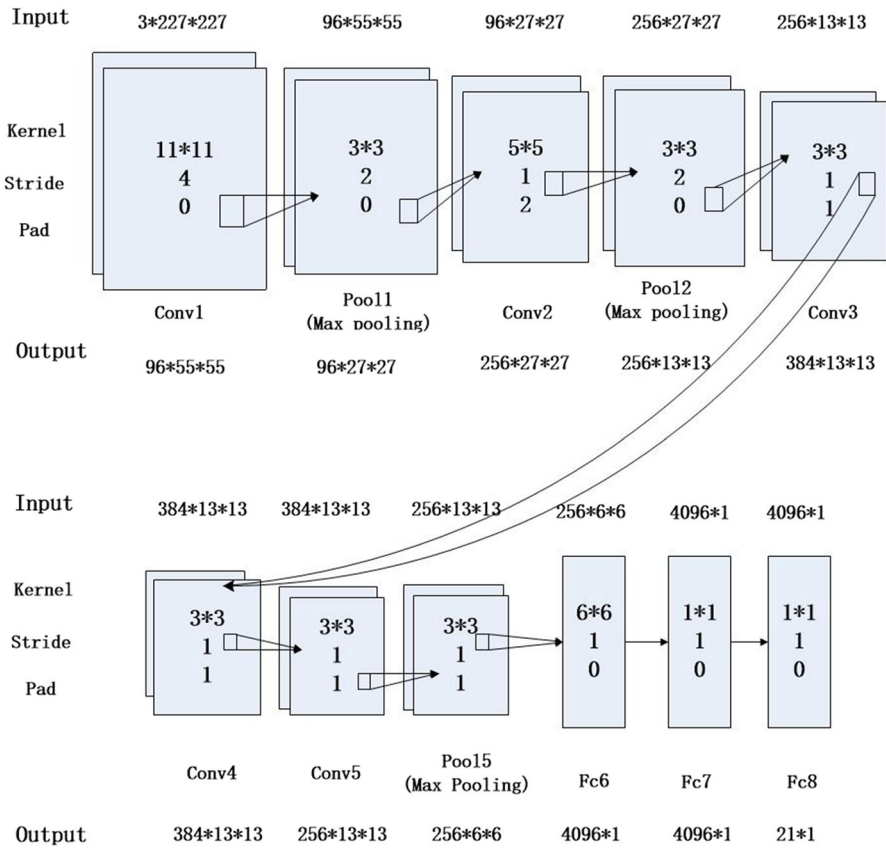 Input 3*227*227 96*55*55 96*27*27 256*27*27 256*13*13
Kernel 11*11 3*3 5*5 3*3 3*3
Stride 4 2 1 2 1
Pad 0 0 2 0 1
Conv1 Pool1 Conv2 Pool2 Conv3
(Max pooling) (Max pooling)
Output 96*55*55 96*27*27 256*27*27 256*13*13 384*13*13
Input 384*13*13 384*13*13 256*13*13 256*6*6 4096*1 4096*1
Kernel 3*3 3*3 3*3 6*6 1*1 1*1
Stride 1 1 1 1 1 1
Pad 1 1 1 0 0 0
Conv4 Conv5 Pool5 Fc6 Fc7 Fc8
(Max Pooling)
Output 384*13*13 256*13*13 256*6*6 4096*1 4096*1 21*1